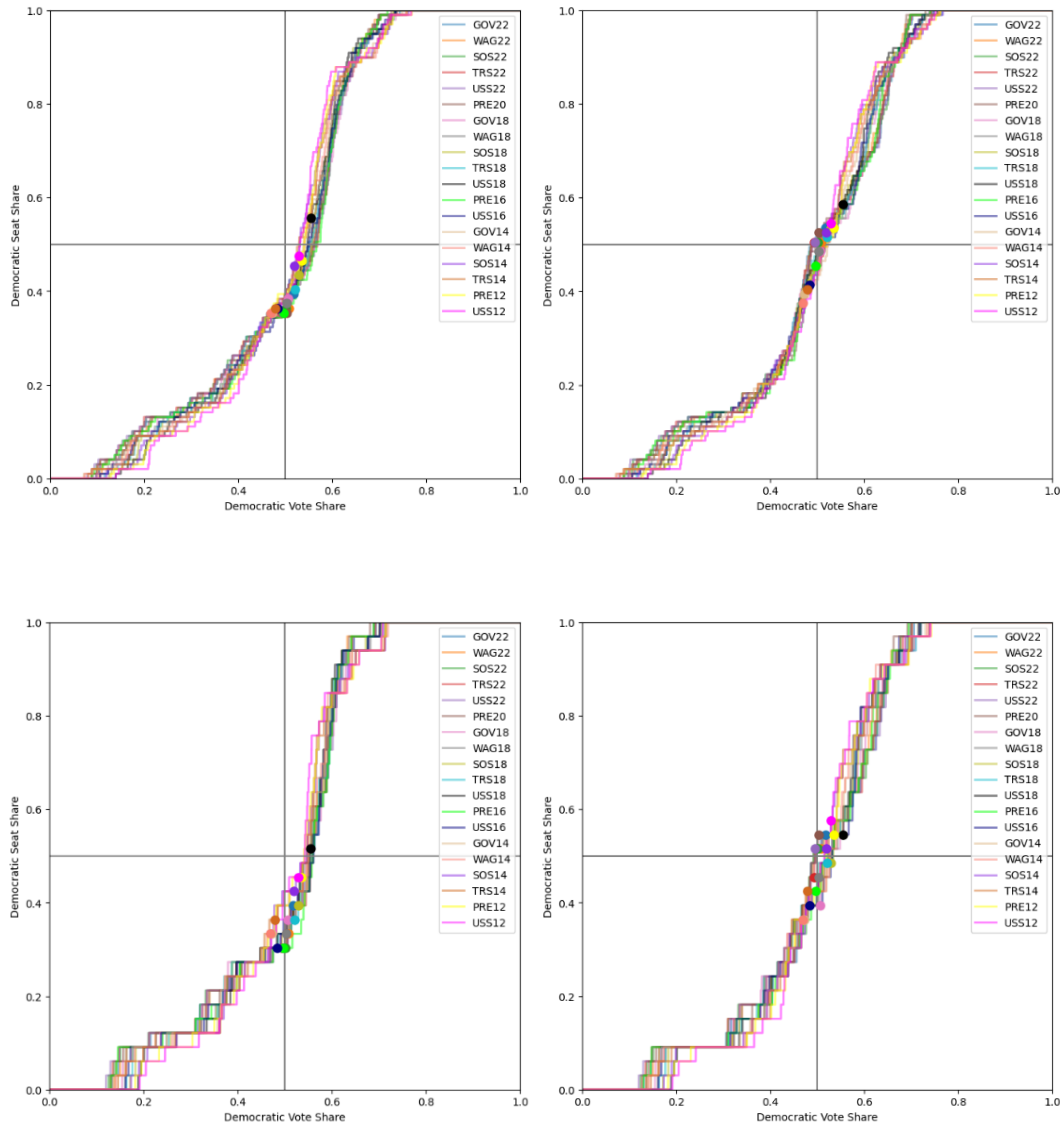 1.0
0.8
0.6
0.4
0.2
0.0
Democratic Seat Share
0.0 0.2 0.4 0.6 0.8 1.0
Democratic Vote Share
GOV22
WAG22
SOS22
TRS22
USS22
PRE20
GOV18
WAG18
SOS18
TRS18
USS18
PRE16
USS16
GOV14
WAG14
SOS14
TRS14
PRE12
USS12
1.0
0.8
0.6
0.4
0.2
0.0
Democratic Seat Share
0.0 0.2 0.4 0.6 0.8 1.0
Democratic Vote Share
GOV22
WAG22
SOS22
TRS22
USS22
PRE20
GOV18
WAG18
SOS18
TRS18
USS18
PRE16
USS16
GOV14
WAG14
SOS14
TRS14
PRE12
USS12
1.0
0.8
0.6
0.4
0.2
0.0
Democratic Seat Share
0.0 0.2 0.4 0.6 0.8 1.0
Democratic Vote Share
GOV22
WAG22
SOS22
TRS22
USS22
PRE20
GOV18
WAG18
SOS18
TRS18
USS18
PRE16
USS16
GOV14
WAG14
SOS14
TRS14
PRE12
USS12
1.0
0.8
0.6
0.4
0.2
0.0
Democratic Seat Share
0.0 0.2 0.4 0.6 0.8 1.0
Democratic Vote Share
GOV22
WAG22
SOS22
TRS22
USS22
PRE20
GOV18
WAG18
SOS18
TRS18
USS18
PRE16
USS16
GOV14
WAG14
SOS14
TRS14
PRE12
USS12